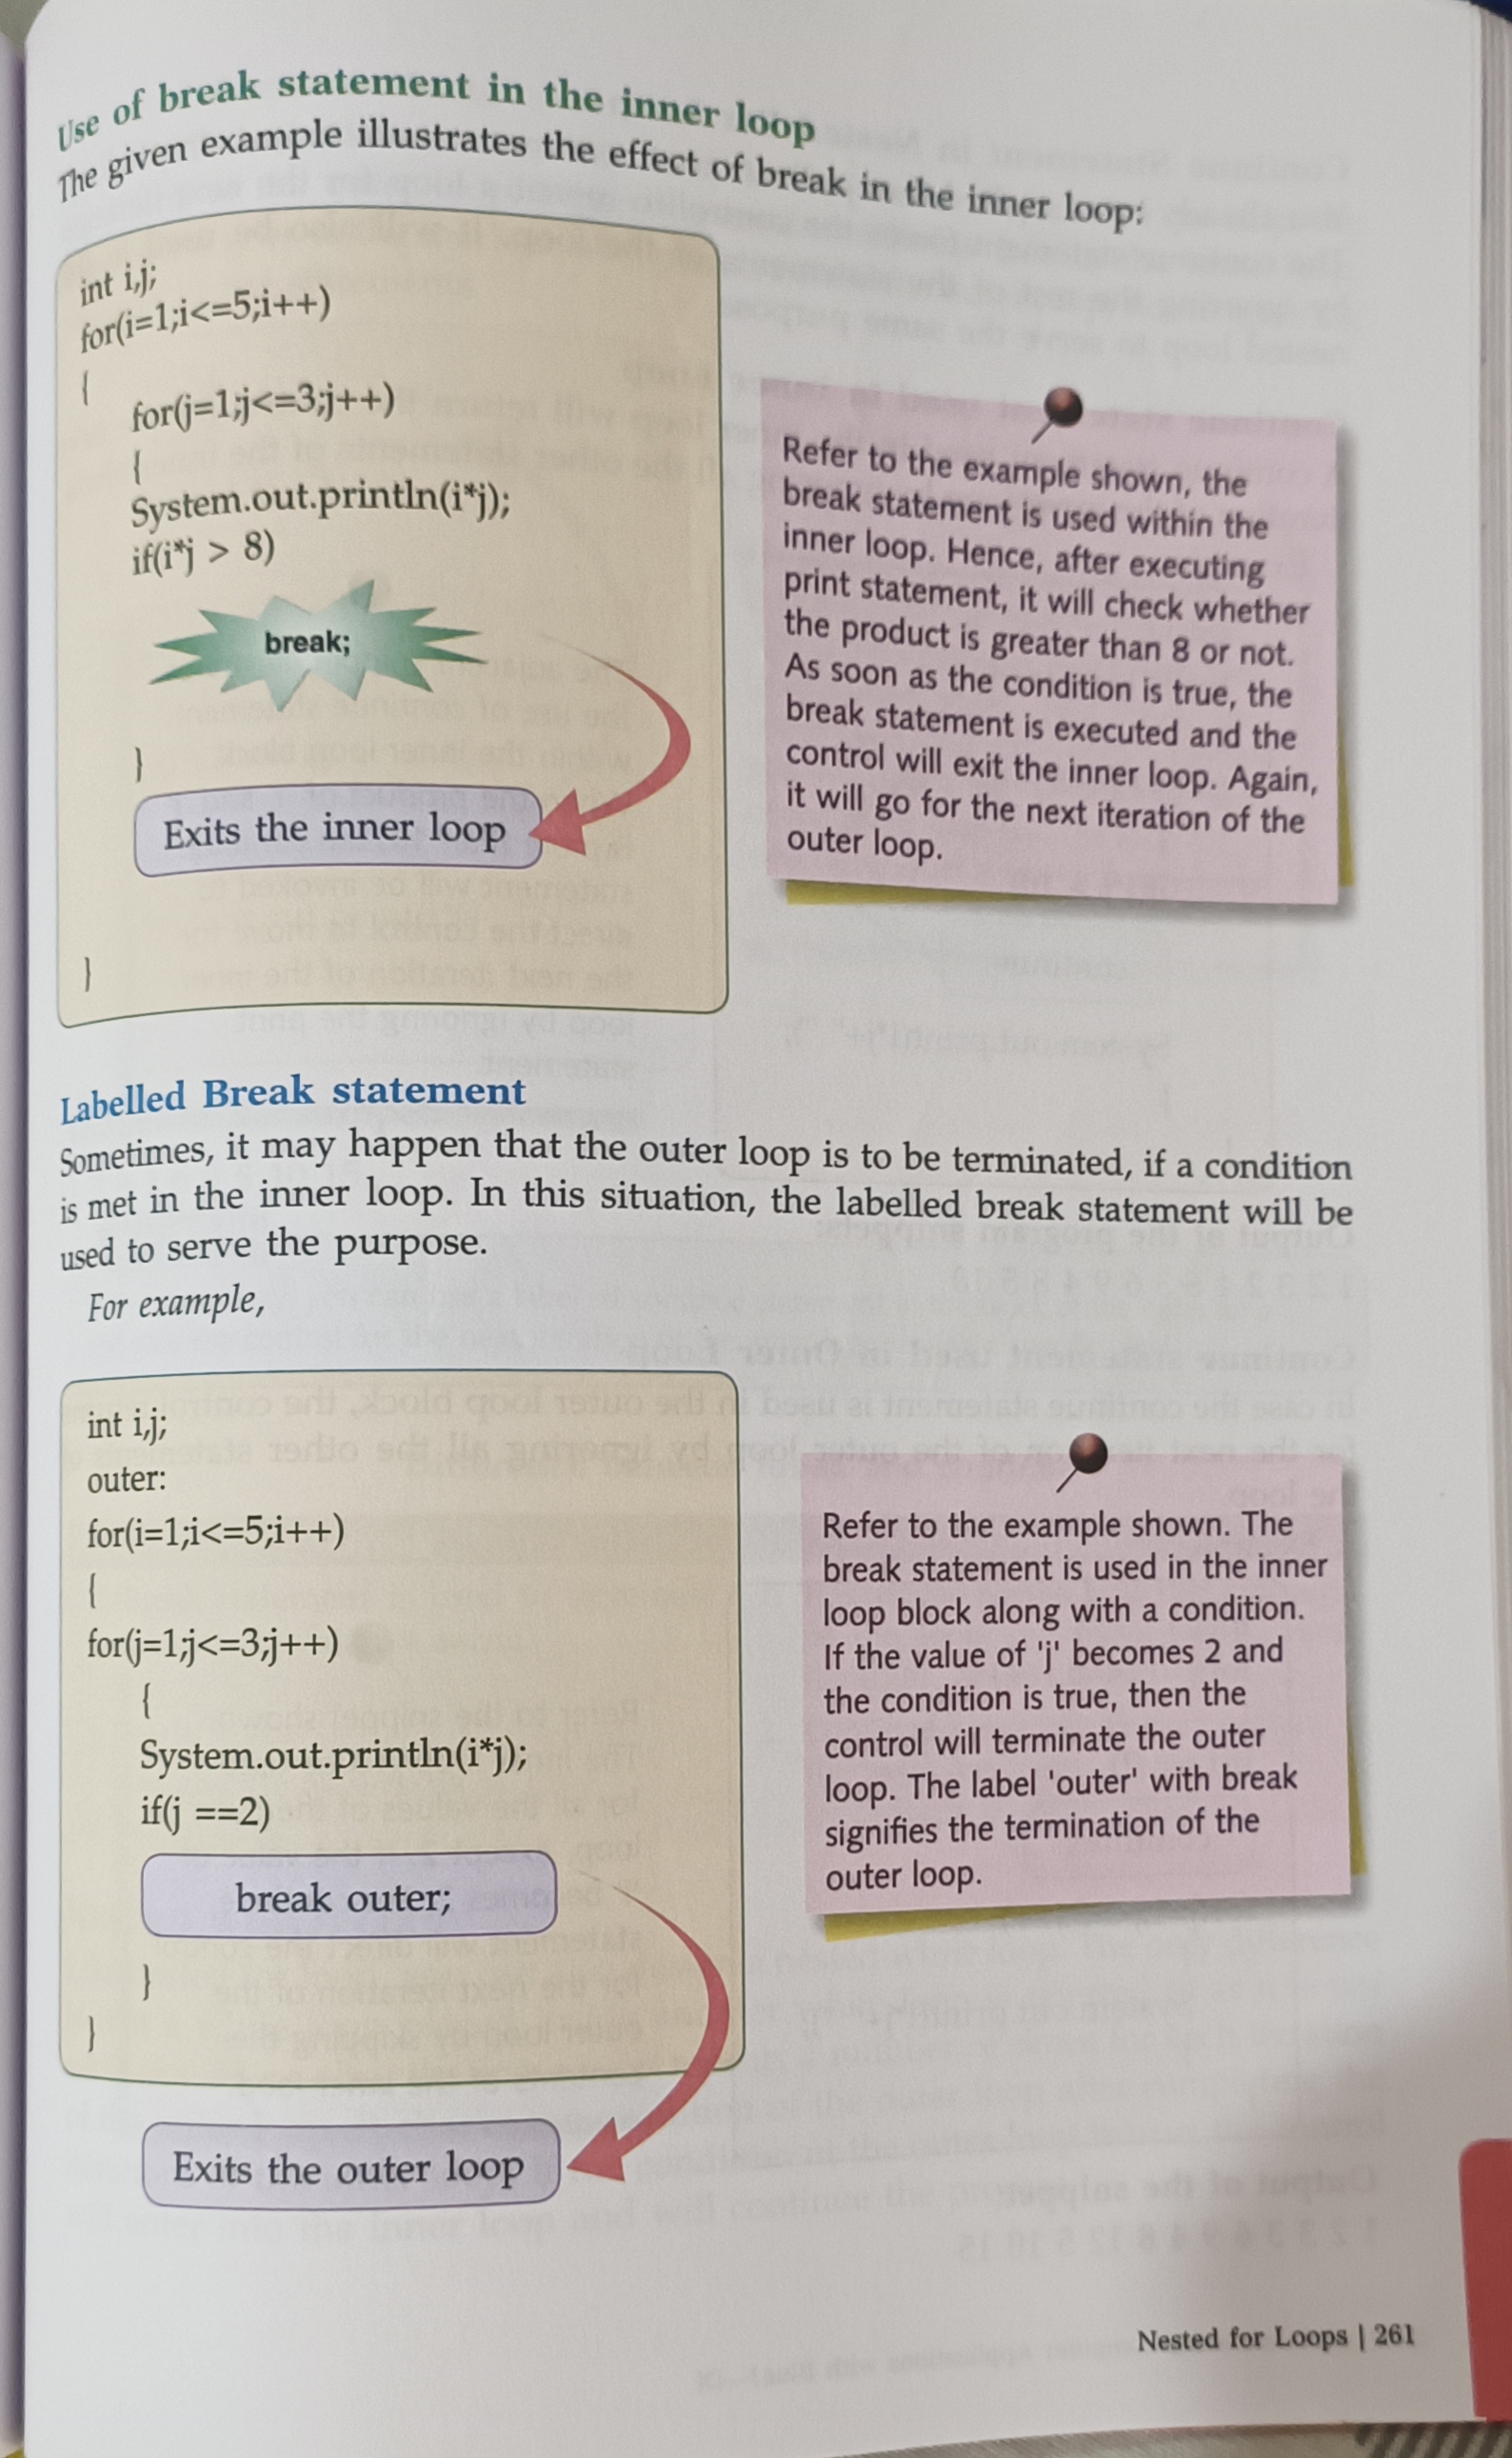 Use of break statement in the inner loop
The given example illustrates the effect of break in the inner loop:
int i,j;
for(i=1;i<=5;i++)
{
for(j=1;j<=3;j++)
{
System.out.println(i*j);
if(i*j > 8)
break;
}
Exits the inner loop
}
Refer to the example shown, the
break statement is used within the
inner loop. Hence, after executing
print statement, it will check whether
the product is greater than 8 or not.
As soon as the condition is true, the
break statement is executed and the
control will exit the inner loop. Again,
it will go for the next iteration of the
outer loop.
Labelled Break statement
Sometimes, it may happen that the outer loop is to be terminated, if a condition
is met in the inner loop. In this situation, the labelled break statement will be
used to serve the purpose.
For example,
int i,j;
outer:
for(i=1;i<=5;i++)
{
for(j=1;j<=3;j++)
{
System.out.println(i*j);
if(j ==2)
break outer;
}
}
Exits the outer loop
Refer to the example shown. The
break statement is used in the inner
loop block along with a condition.
If the value of 'j' becomes 2 and
the condition is true, then the
control will terminate the outer
loop. The label 'outer' with break
signifies the termination of the
outer loop.
Nested for Loops | 261